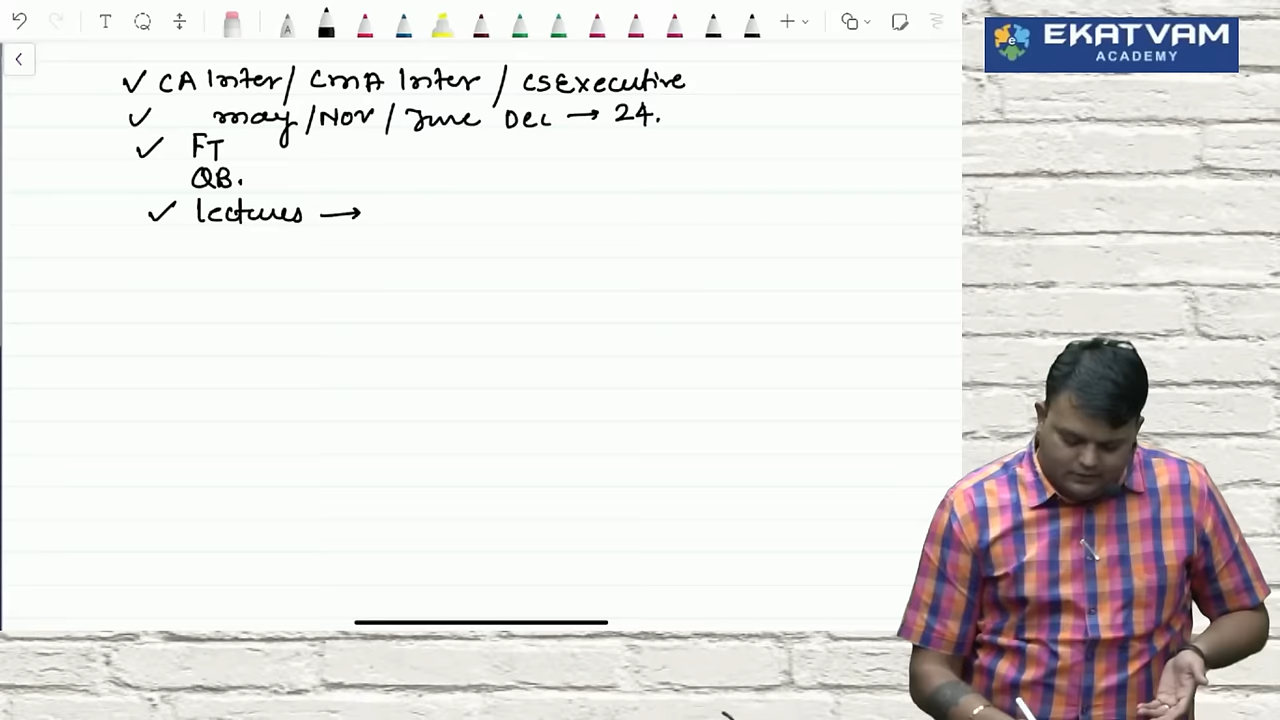 CA Inter / CMA Inter / CS Executive
may / Nov / June Dec → 24.
FT
QB.
lectures →
EKATVAM
ACADEMY